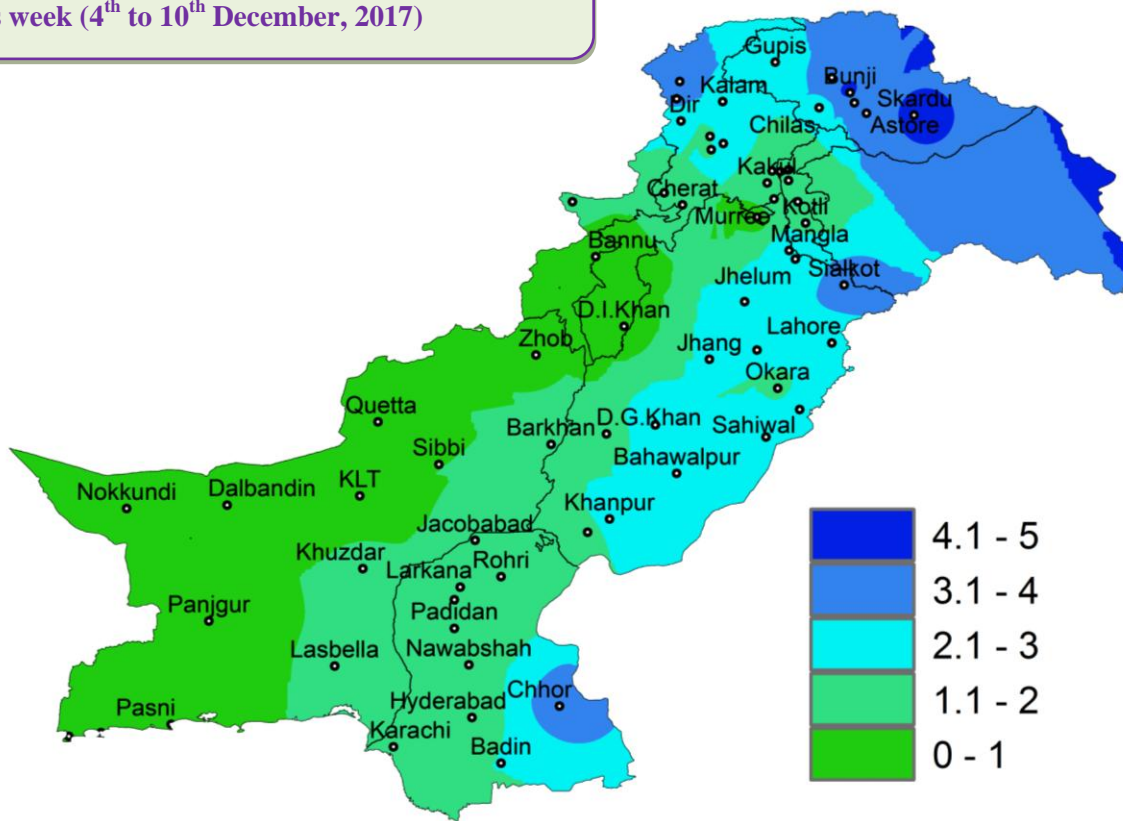 s week (4th to 10th December, 2017)
Gupis
Bunji
Kalam
Skardu
Dir
Chilas
Astore
Kakul
Cherat
Murree
Kotli
Bannu
Mangla
Sialkot
Jhelum
D.I.Khan
Lahore
Zhob
Jhang
Okara
Quetta
Barkhan
D.G.Khan
Sahiwal
Sibbi
Bahawalpur
KLT
Nokkundi
Dalbandin
Khanpur
Jacobabad
Khuzdar
Rohri
Larkana
Panjgur
Padidan
Lasbella
Nawabshah
Chhor
Hyderabad
Pasni
Karachi
Badin
4.1 - 5
3.1 - 4
2.1 - 3
1.1 - 2
0 - 1